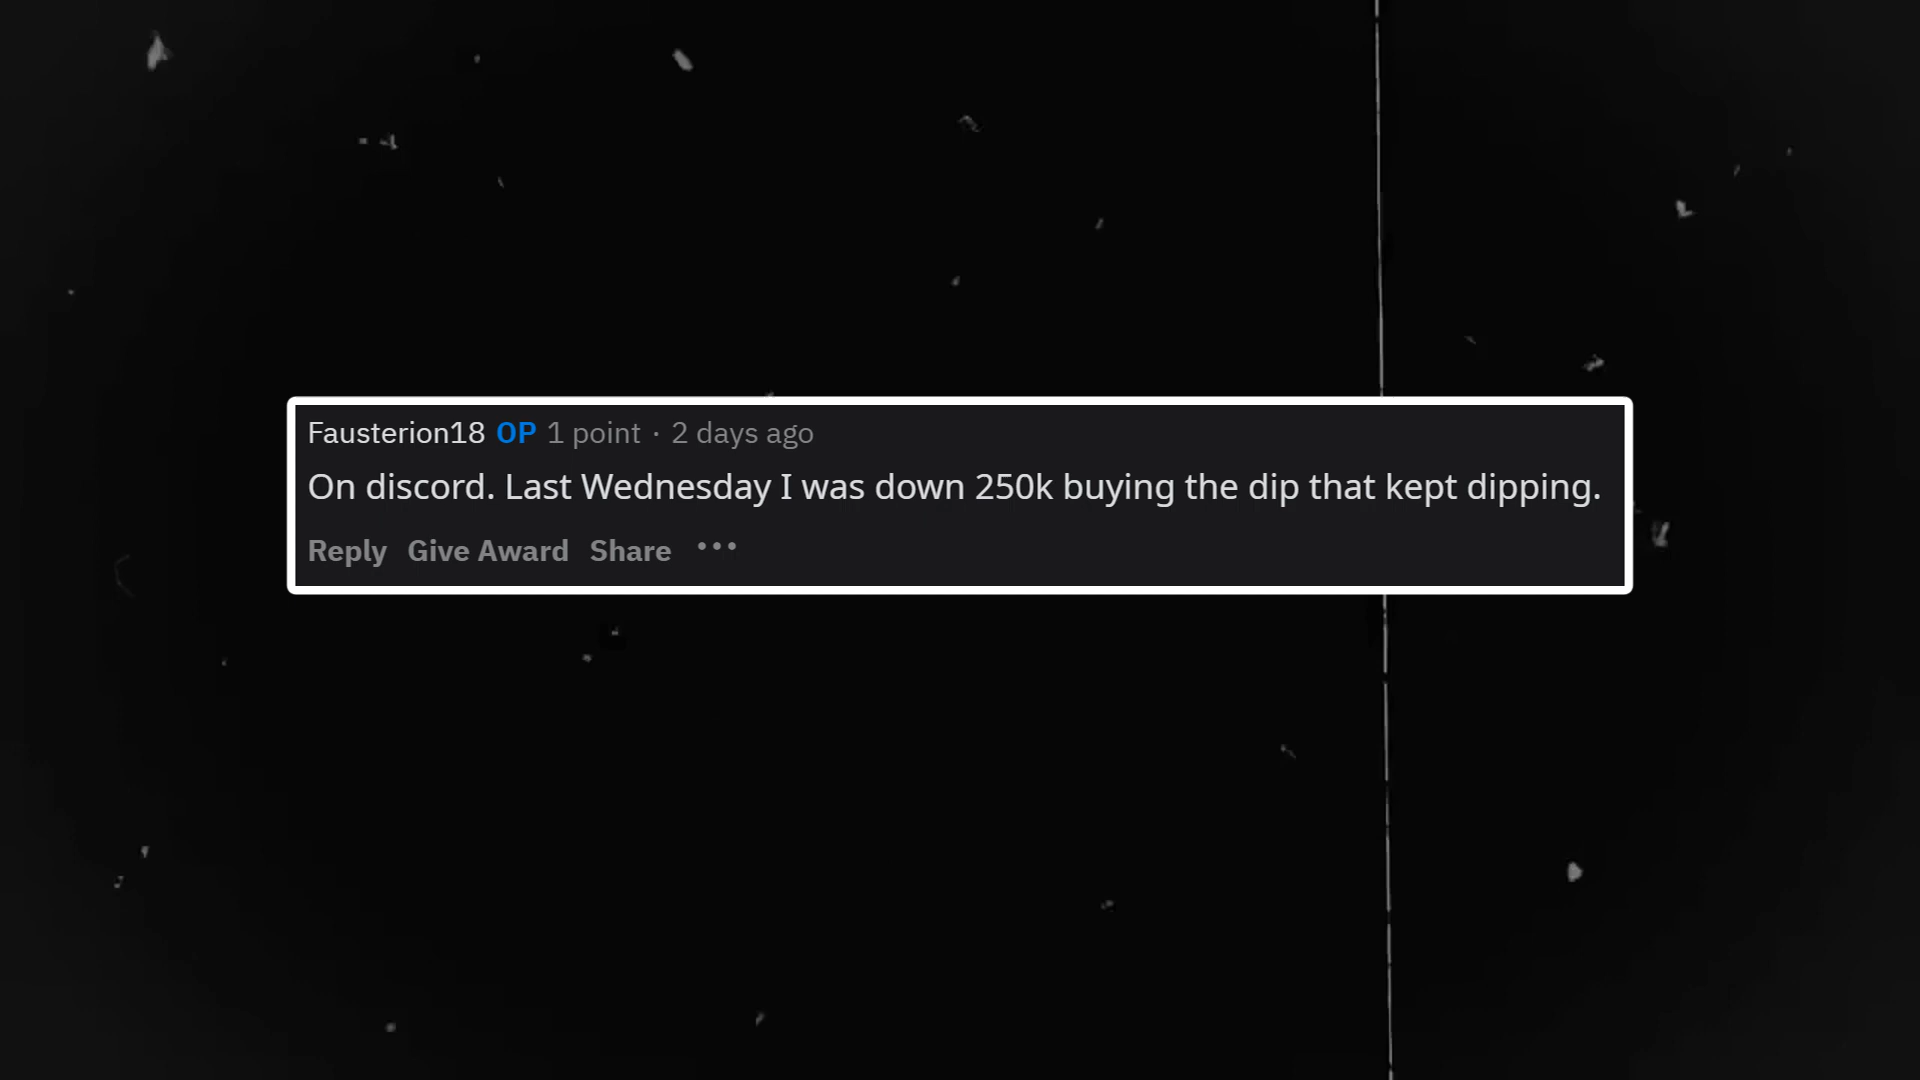 Fausterion18 OP 1 point · 2 days ago
On discord. Last Wednesday I was down 250k buying the dip that kept dipping.
Reply Give Award Share •••